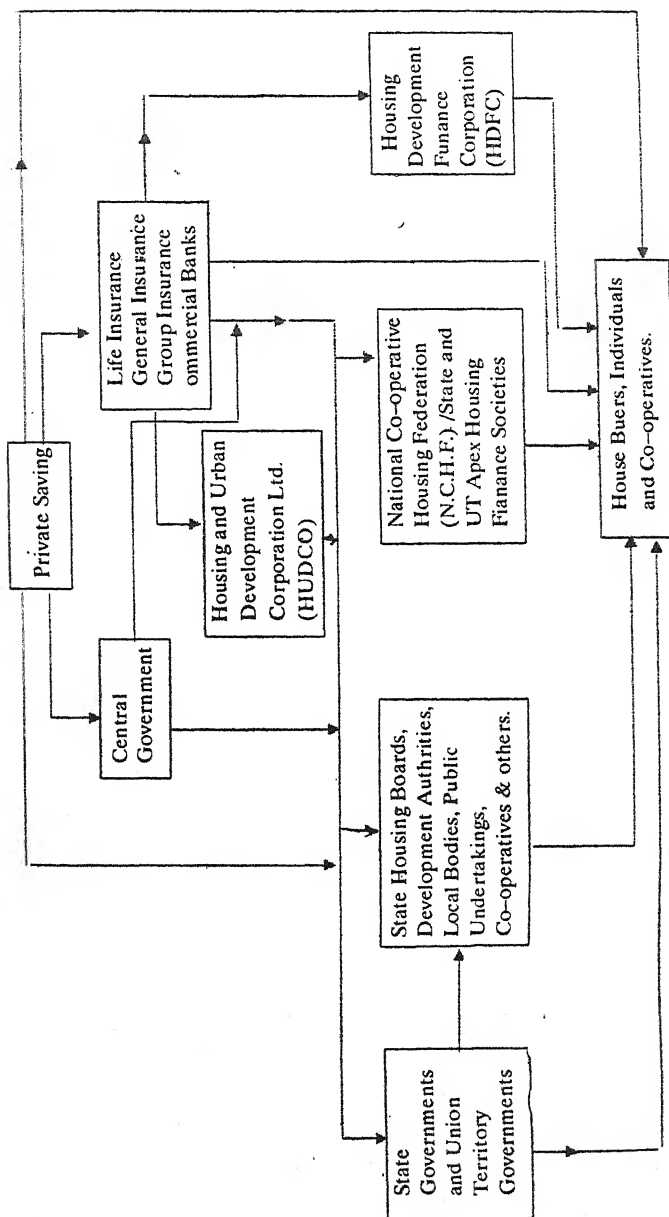 Private Saving
Central
Government
Life Insurance
General Insurance
Group Insurance
ommercial Banks
Housing and Urban
Development
Corporation Ltd.
(HUDCO)
Housing
Development
Funance
Corporation
(HDFC)
State
Governments
and Union
Territory
Governments
State Housing Boards,
Development Authrities,
Local Bodies, Public
Undertakings,
Co-operatives & others.
National Co-operative
Housing Federation
(N.C.H.F.) /State and
UT Apex Housing
Fianance Societies
House Buers, Individuals
and Co-operatives.